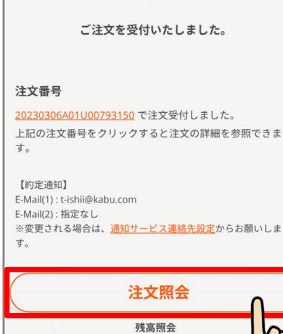 ご注文を受付いたしました。
注文番号
20230306A01U00793150 で注文受付しました。
上記の注文番号をクリックすると注文の詳細を参照できま
す。
【約定通知】
E-Mail(1) : t-ishii@kabu.com
E-Mail(2) : 指定なし
※変更される場合は、通知サービス連絡先設定からお願いしま
す。
注文照会
残高照会